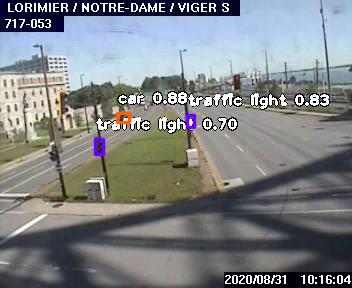 LORIMIER / NOTRE-DAME / VIGER S
717-053
car 0.88
traffic light 0.83
traffic light 0.70
2020/08/31 10:16:04